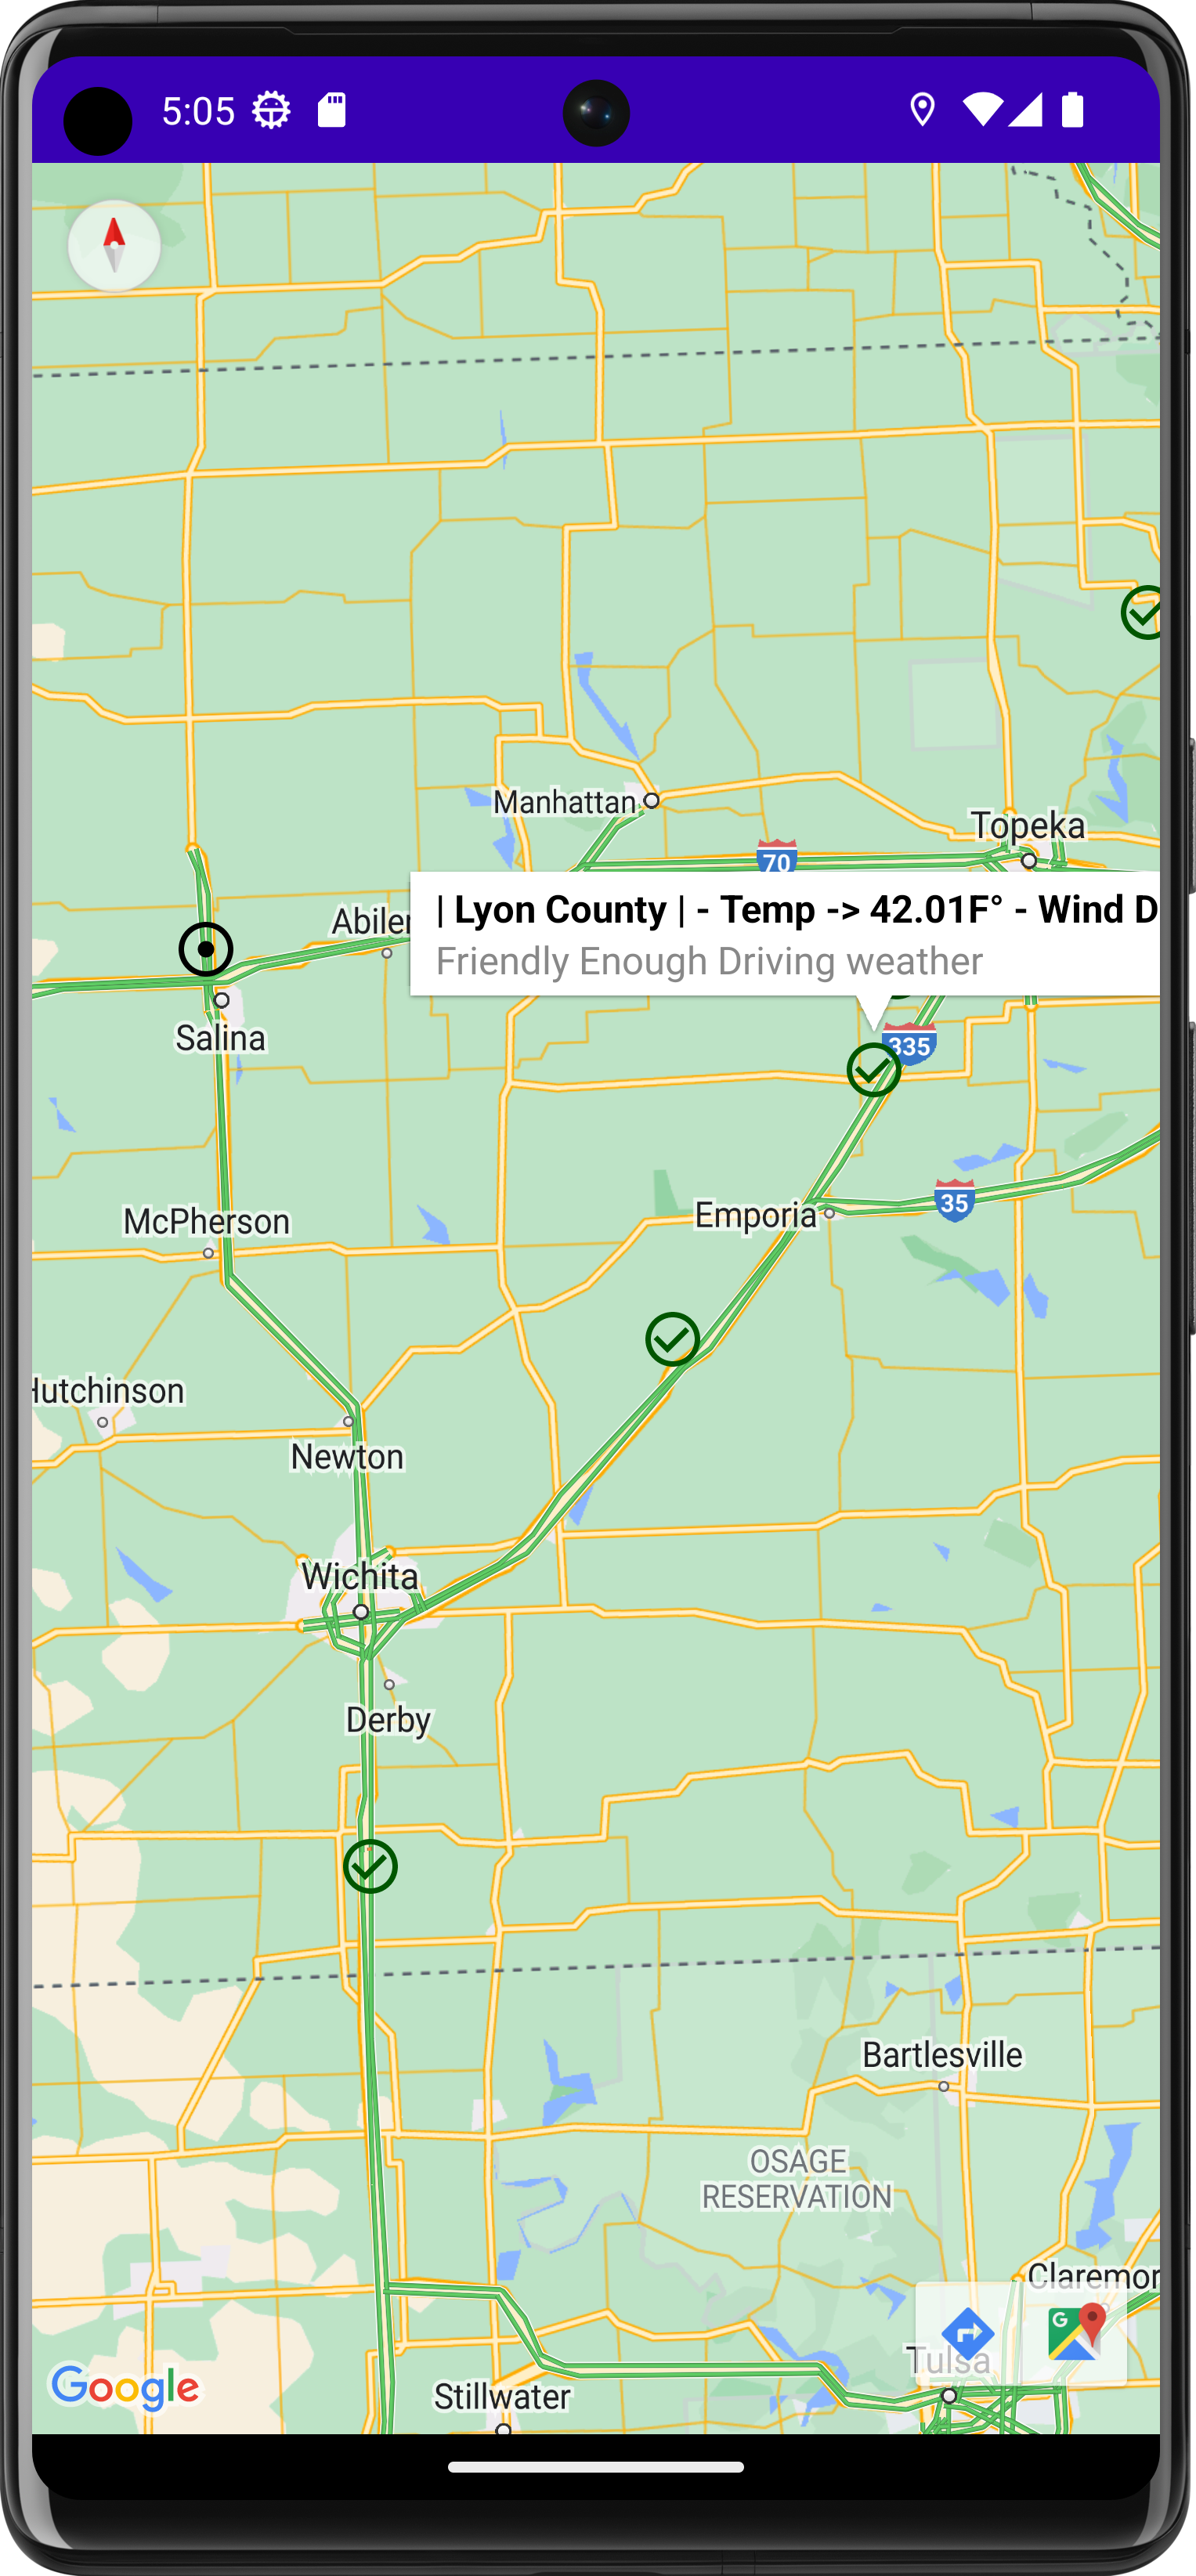 5:05
Manhattan
Topeka
70
Abilen
| Lyon County | - Temp -> 42.01F° - Wind D
Friendly Enough Driving weather
Salina
335
McPherson
Emporia
35
Hutchinson
Newton
Wichita
Derby
Bartlesville
OSAGE
RESERVATION
Claremor
G
Tulsa
Google
Stillwater